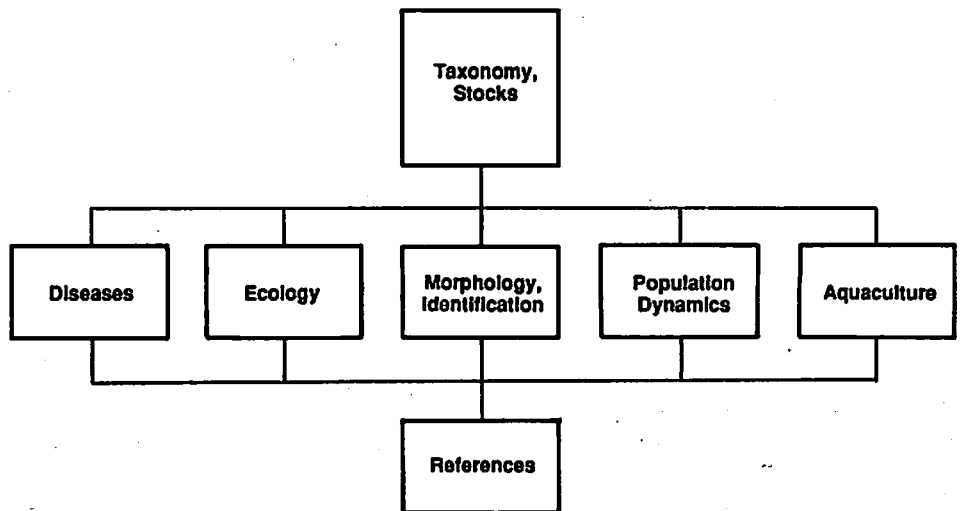 Taxonomy,
Stocks
Diseases
Ecology
Morphology,
Identification
Population
Dynamics
Aquaculture
References